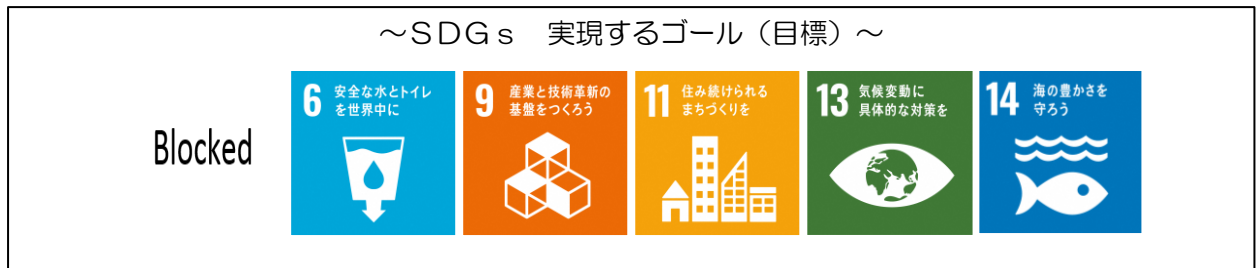 ～ＳＤＧｓ　実現するゴール（目標）～
Blocked
6 安全な水とトイレ
を世界中に
9 産業と技術革新の
基盤をつくろう
11 住み続けられる
まちづくりを
13 気候変動に
具体的な対策を
14 海の豊かさを
守ろう